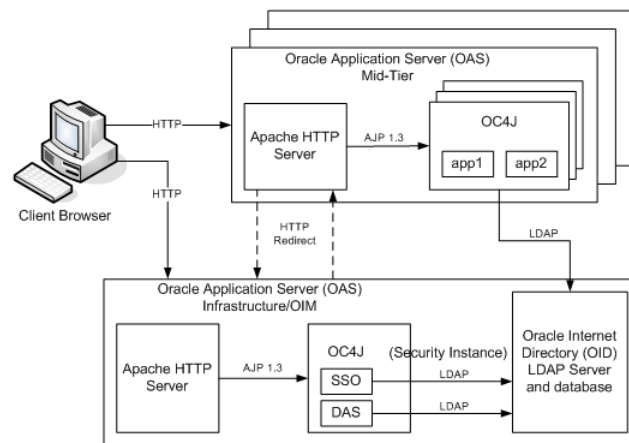 Oracle Application Server (OAS)
Mid-Tier
HTTP
Apache HTTP
Server
AJP 1.3
OC4J
app1
app2
HTTP
Client Browser
HTTP
Redirect
LDAP
Oracle Application Server (OAS)
Infrastructure/OIM
Apache HTTP
Server
AJP 1.3
OC4J
(Security Instance)
SSO
LDAP
DAS
LDAP
Oracle Internet
Directory (OID)
LDAP Server
and database